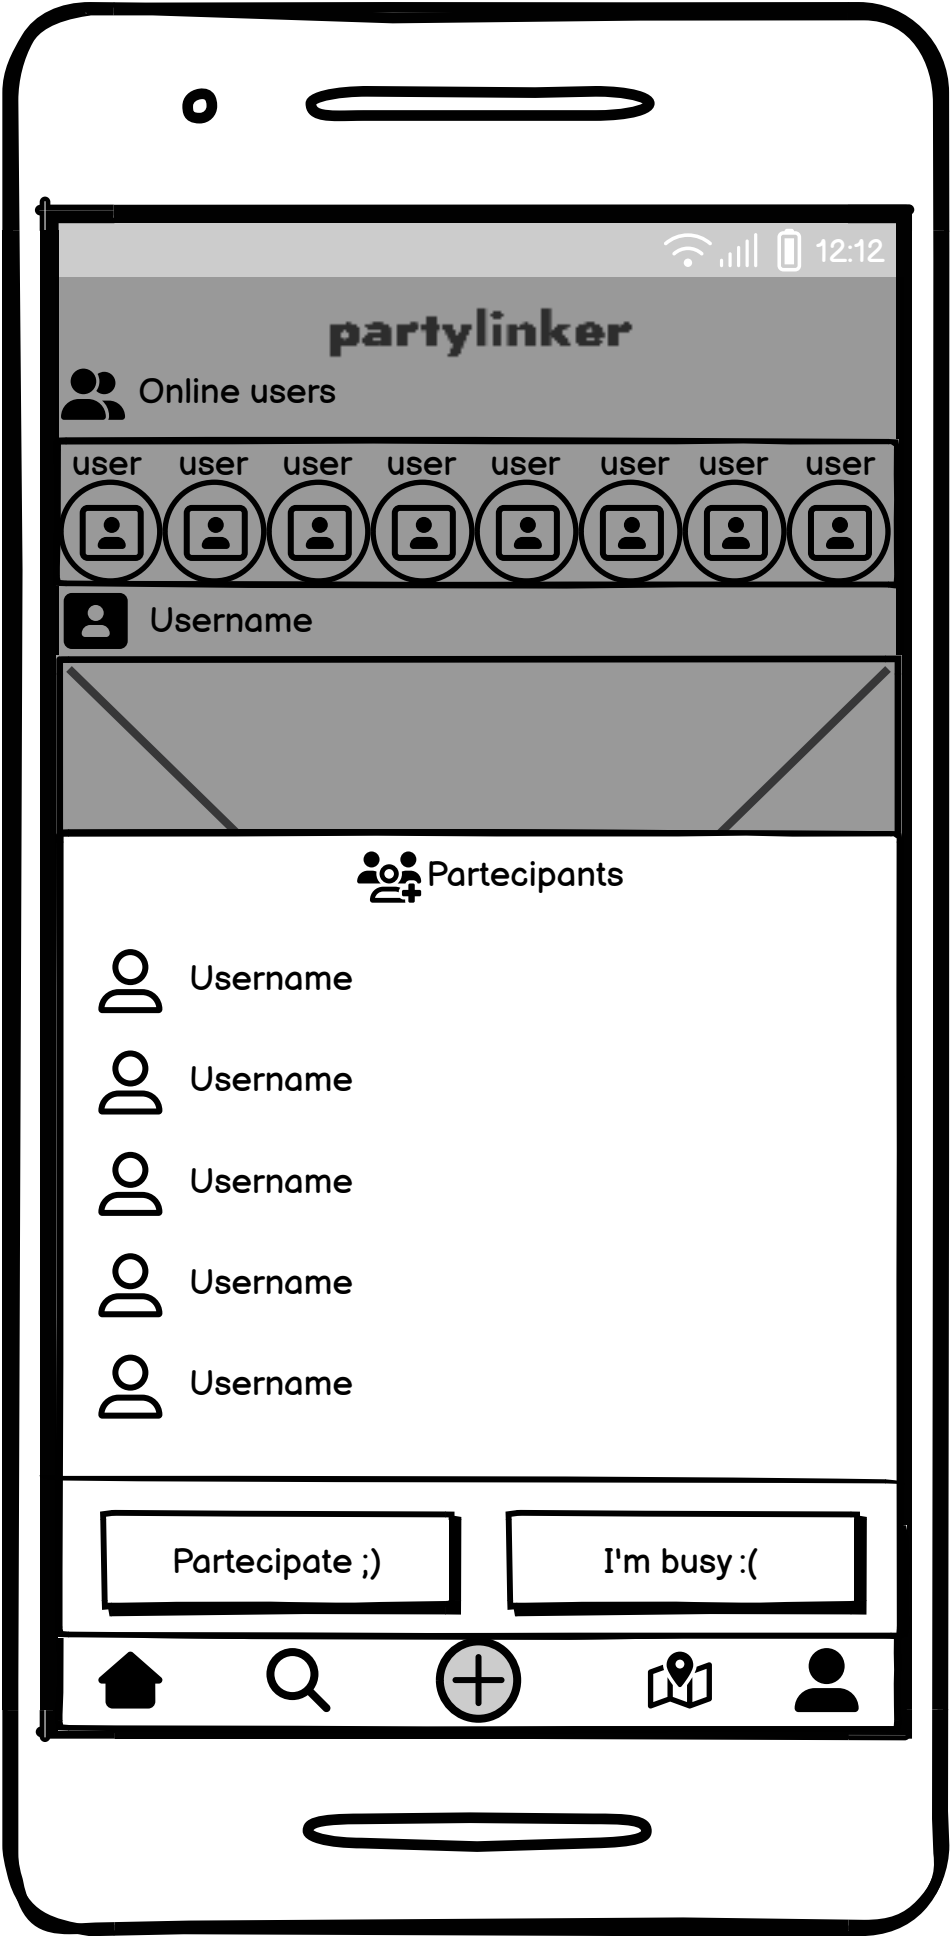 12:12
partylinker
Online users
user user user user user user user user
Username
Partecipants
Username
Username
Username
Username
Username
Partecipate ;) I'm busy :(